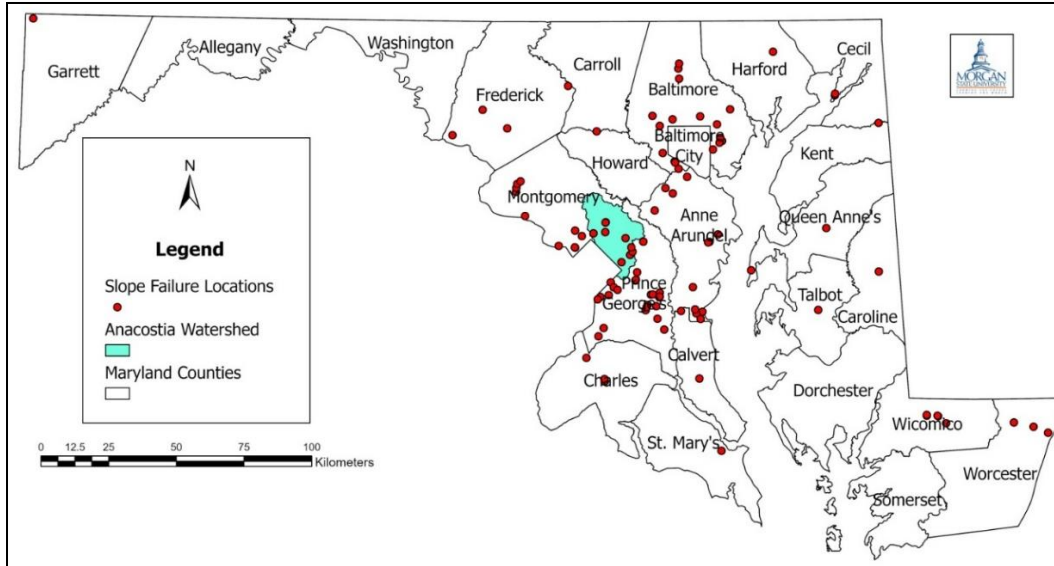 Garrett
Allegany
Washington
Frederick
Carroll
Baltimore
Harford
Cecil
MORGAN
STATE UNIVERSITY
Baltimore
City
Howard
Kent
Montgomery
Anne
Arundel
Queen Anne's
Prince
George's
Talbot
Caroline
Calvert
Charles
Dorchester
St. Mary's
Wicomico
Worcester
Somerset
N
Legend
Slope Failure Locations
Anacostia Watershed
Maryland Counties
0 12.5 25 50 75 100
Kilometers